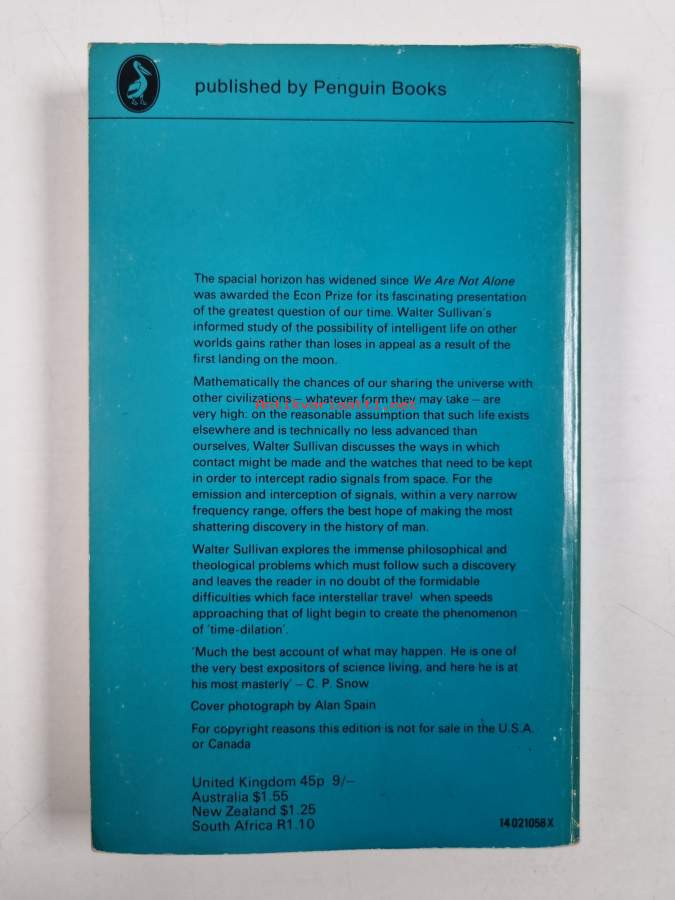 published by Penguin Books
The spacial horizon has widened since We Are Not Alone
was awarded the Econ Prize for its fascinating presentation
of the greatest question of our time. Walter Sullivan's
informed study of the possibility of intelligent life on other
worlds gains rather than loses in appeal as a result of the
first landing on the moon.
Mathematically the chances of our sharing the universe with
other civilizations – whatever form they may take – are
Antikvariaatti.net
very high: on the reasonable assumption that such life exists
elsewhere and is technically no less advanced than
ourselves, Walter Sullivan discusses the ways in which
contact might be made and the watches that need to be kept
in order to intercept radio signals from space. For the
emission and interception of signals, within a very narrow
frequency range, offers the best hope of making the most
shattering discovery in the history of man.
Walter Sullivan explores the immense philosophical and
theological problems which must follow such a discovery
and leaves the reader in no doubt of the formidable
difficulties which face interstellar travel when speeds
approaching that of light begin to create the phenomenon
of 'time-dilation'.
'Much the best account of what may happen. He is one of
the very best expositors of science living, and here he is at
his most masterly' – C. P. Snow
Cover photograph by Alan Spain
For copyright reasons this edition is not for sale in the U.S.A.
or Canada
United Kingdom 45p 9/–
Australia $1.55
New Zealand $1.25
South Africa R1.10
14 021058 X